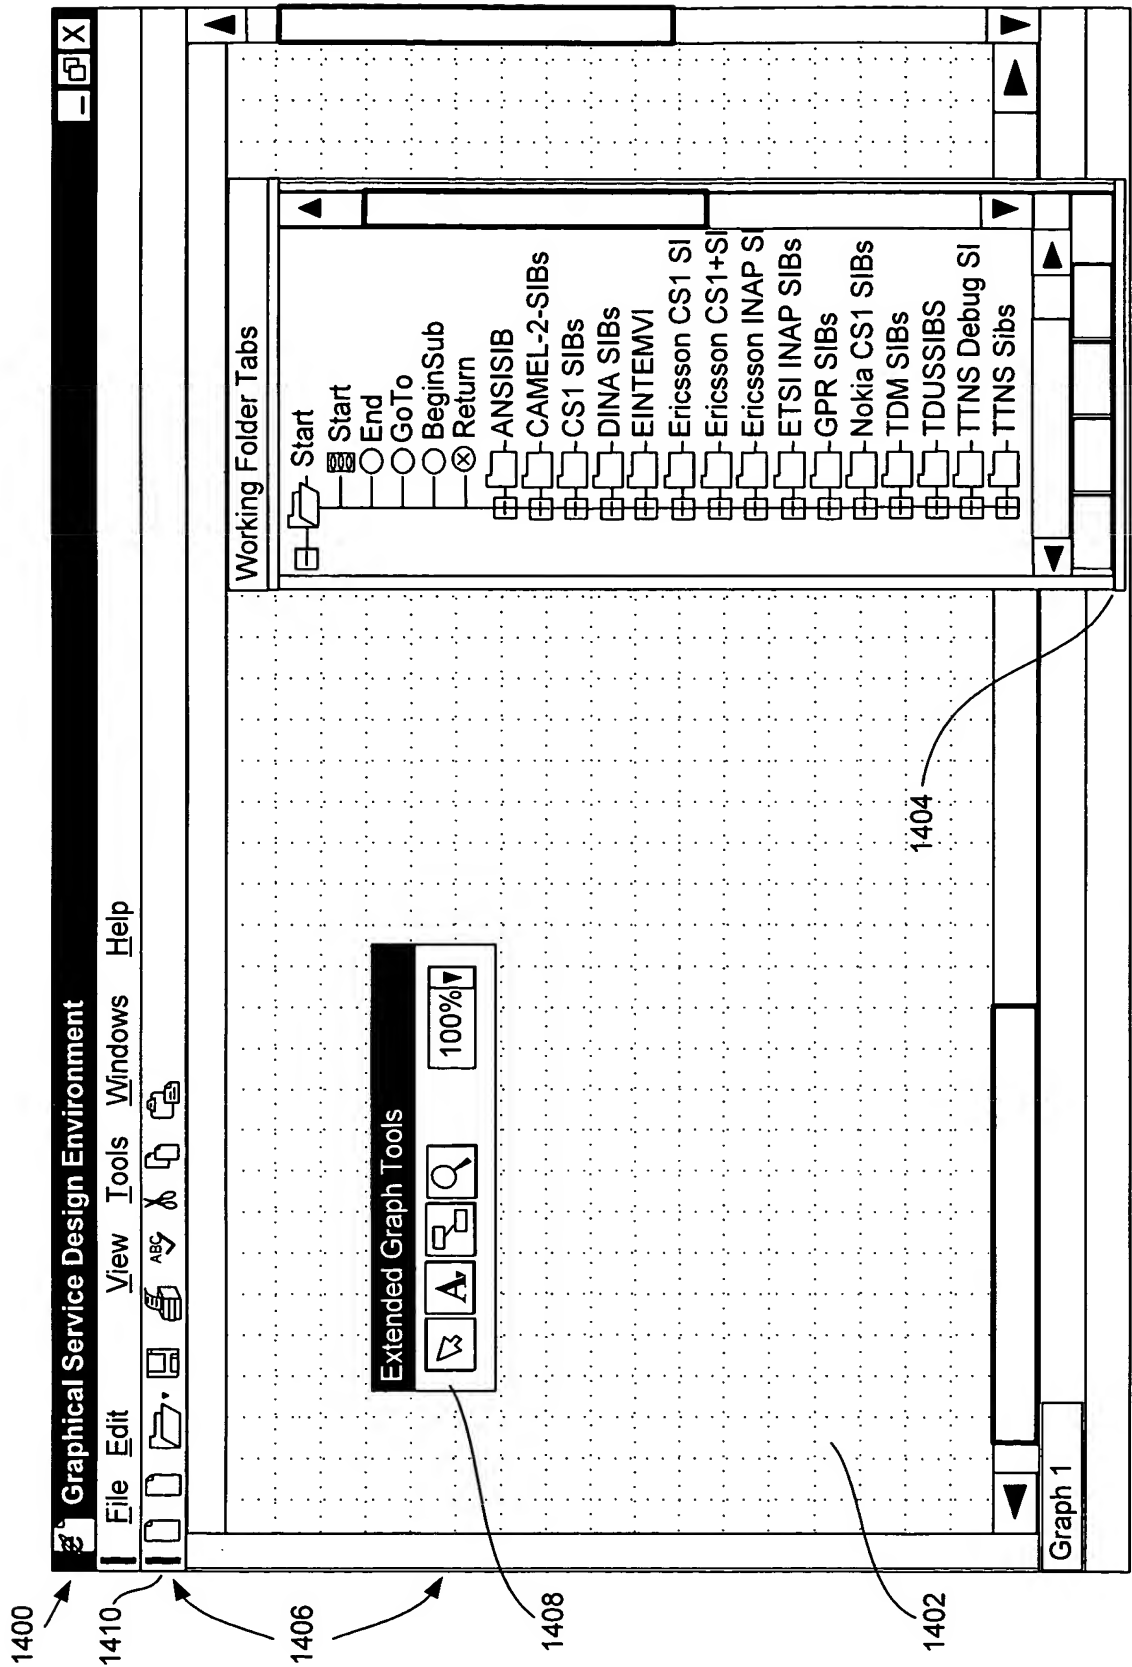 1400
Graphical Service Design Environment
X
1410
File Edit View Tools Windows Help
ABC
1406
Working Folder Tabs
Start
Start
End
GoTo
BeginSub
Return
ANSISIB
CAMEL-2-SIBs
CS1 SIBs
DINA SIBs
EINTEMVI
Ericsson CS1 SI
Ericsson CS1+SI
Ericsson INAP S
ETSI INAP SIBs
GPR SIBs
Nokia CS1 SIBs
TDM SIBs
TDUSSIBS
TTNS Debug SI
TTNS Sibs
Extended Graph Tools
A
100%
1408
1404
1402
Graph 1